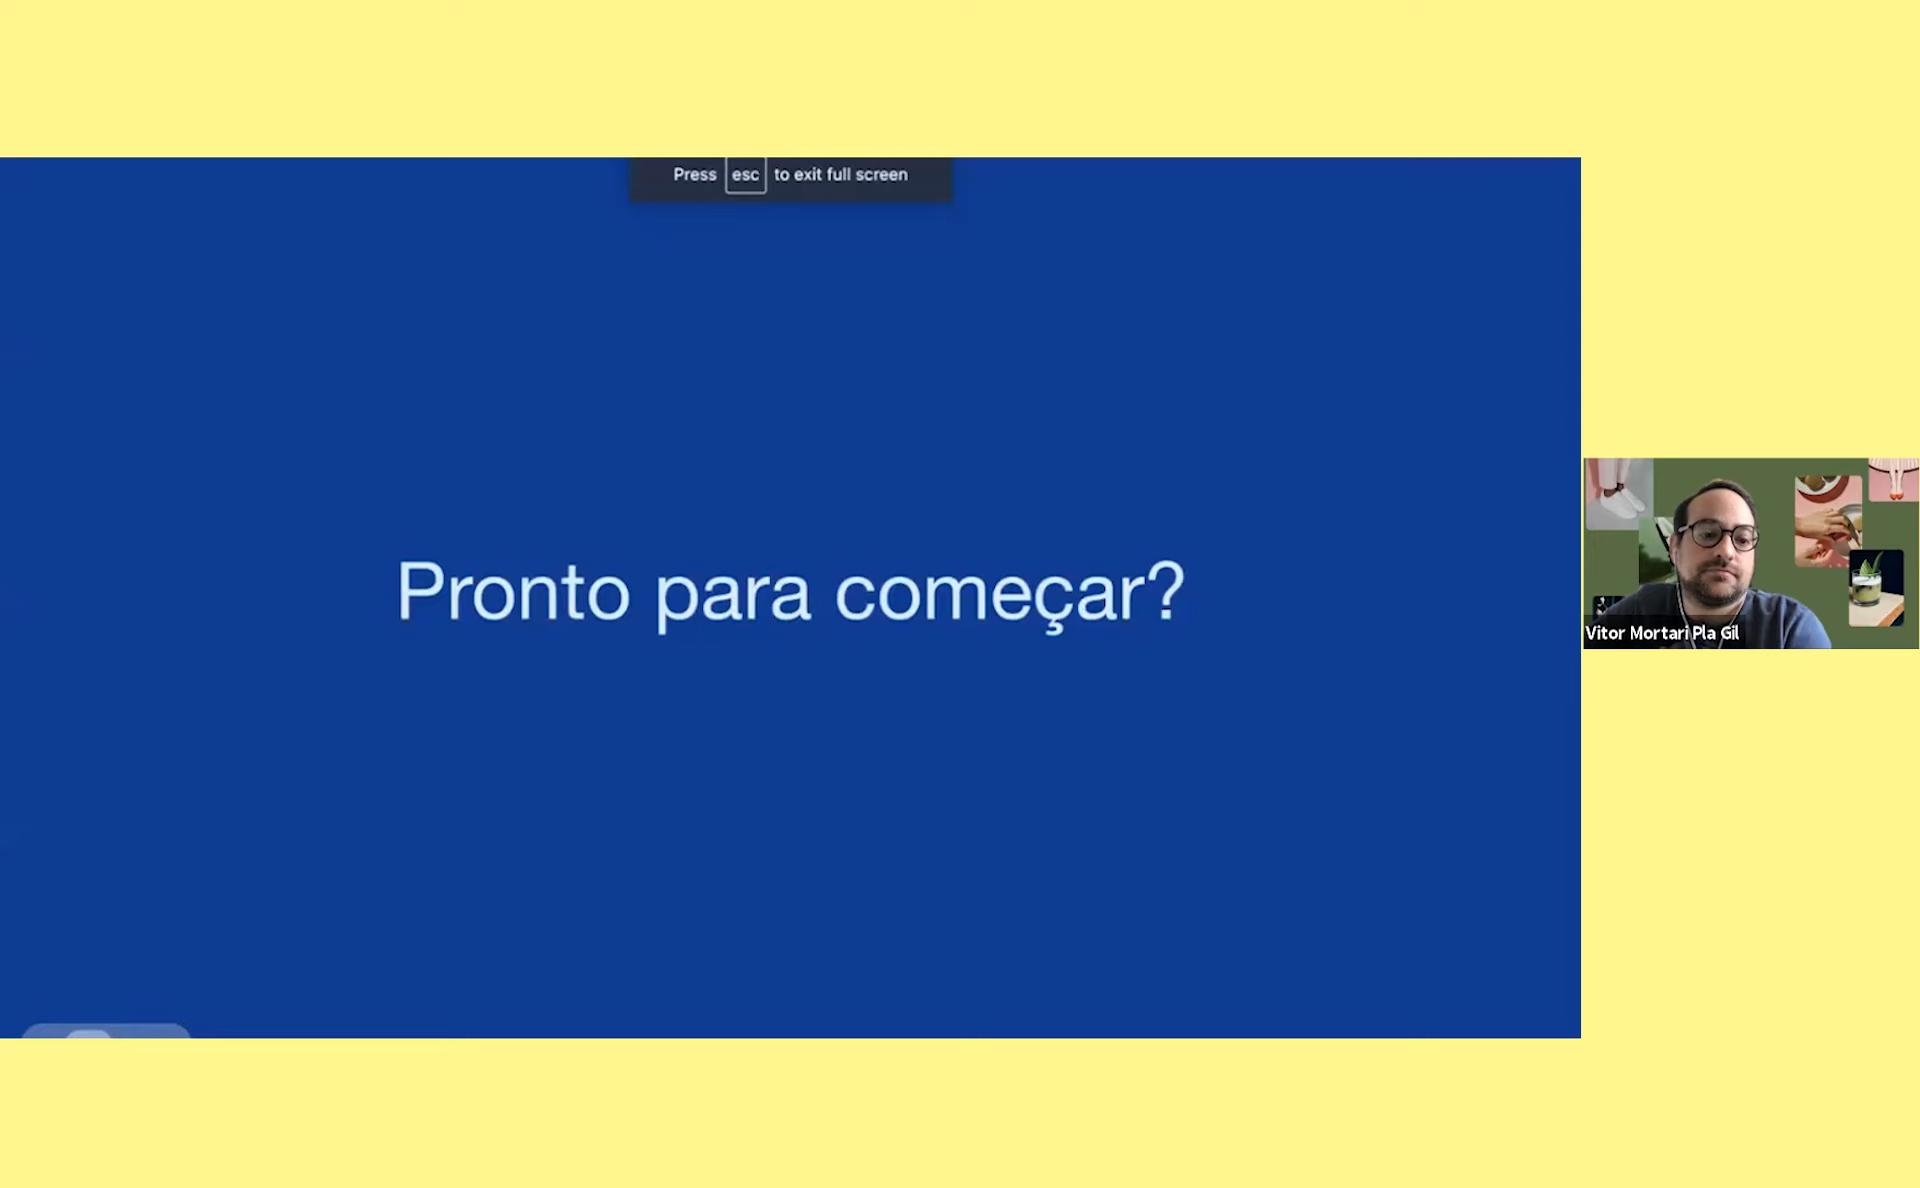 Press esc to exit full screen
Pronto para começar?
Vitor Mortari Pla Gil